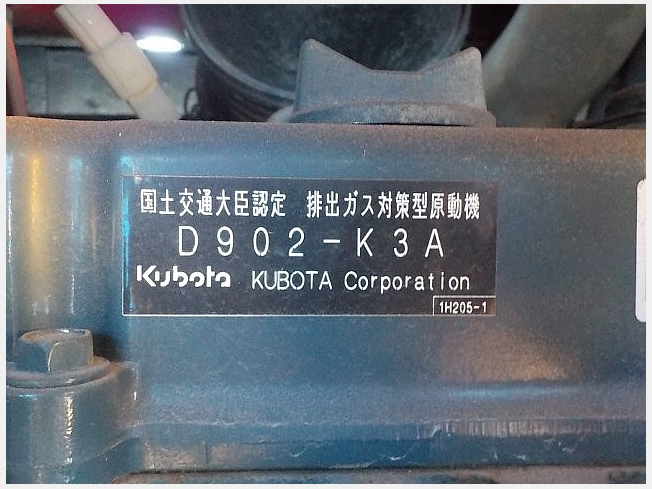 国土交通大臣認定 排出ガス対策型原動機
D902-K3A
Kubota KUBOTA Corporation
1H205-1